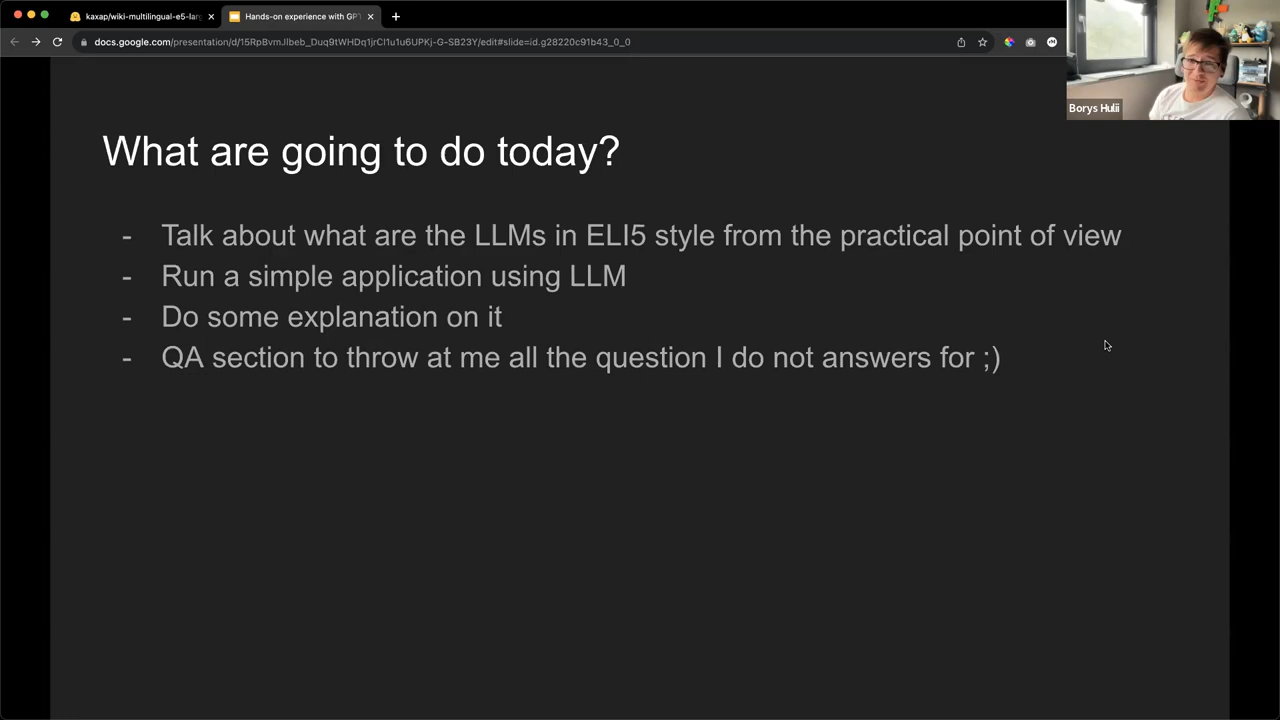 kaxap/wiki-multilingual-e5-lar
Hands-on experience with GP
docs.google.com/presentation/d/15RpBvmJIbeb_Duq9tWHDq1jrCl1u1u6UPKj-G-SB23Y/edit#slide=id.g28220c91b43_0_0
Borys Hulii
What are going to do today?
- Talk about what are the LLMs in ELI5 style from the practical point of view
- Run a simple application using LLM
- Do some explanation on it
- QA section to throw at me all the question I do not answers for ;)